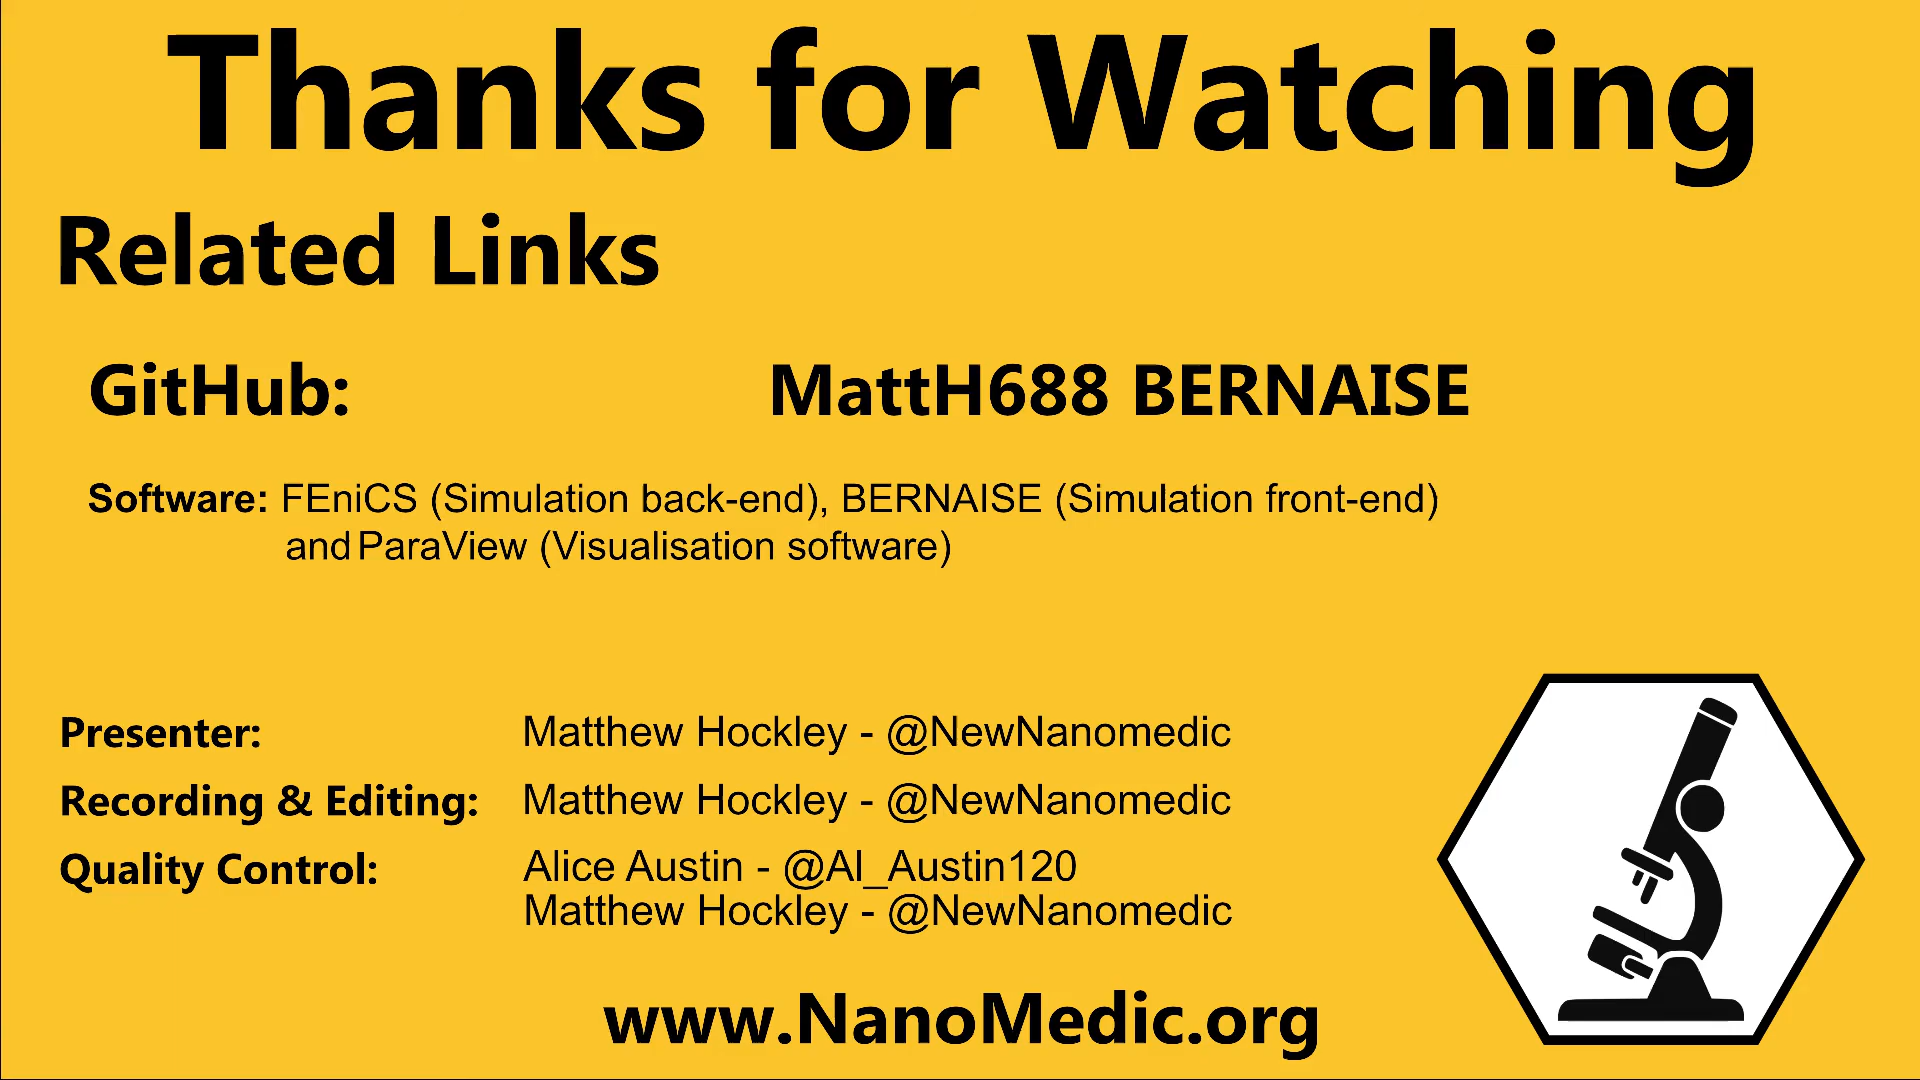 Thanks for Watching
Related Links
GitHub: MattH688 BERNAISE
Software: FEniCS (Simulation back-end), BERNAISE (Simulation front-end)
and ParaView (Visualisation software)
Presenter: Matthew Hockley - @NewNanomedic
Recording & Editing: Matthew Hockley - @NewNanomedic
Quality Control: Alice Austin - @Al_Austin120
Matthew Hockley - @NewNanomedic
www.NanoMedic.org